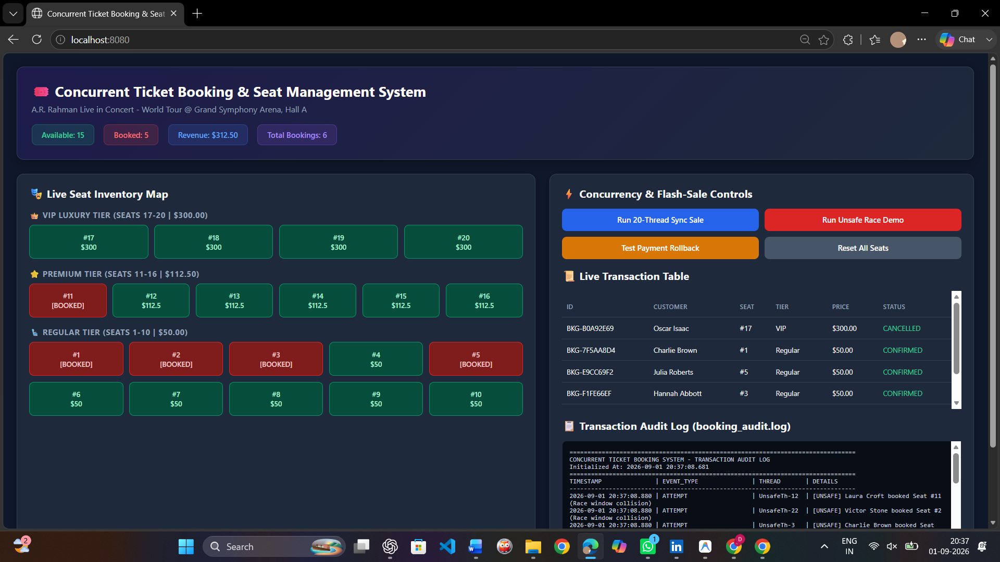 Concurrent Ticket Booking & Seat
localhost:8080
Chat
Concurrent Ticket Booking & Seat Management System
A.R. Rahman Live in Concert - World Tour @ Grand Symphony Arena, Hall A
Available: 15
Booked: 5
Revenue: $312.50
Total Bookings: 6
Live Seat Inventory Map
VIP LUXURY TIER (SEATS 17-20 | $300.00)
#17
$300
#18
$300
#19
$300
#20
$300
PREMIUM TIER (SEATS 11-16 | $112.50)
#11
[BOOKED]
#12
$112.5
#13
$112.5
#14
$112.5
#15
$112.5
#16
$112.5
REGULAR TIER (SEATS 1-10 | $50.00)
#1
[BOOKED]
#2
[BOOKED]
#3
[BOOKED]
#4
$50
#5
[BOOKED]
#6
$50
#7
$50
#8
$50
#9
$50
#10
$50
Concurrency & Flash-Sale Controls
Run 20-Thread Sync Sale
Run Unsafe Race Demo
Test Payment Rollback
Reset All Seats
Live Transaction Table
ID CUSTOMER SEAT TIER PRICE STATUS
BKG-B0A92E69 Oscar Isaac #17 VIP $300.00 CANCELLED
BKG-7F5AA8D4 Charlie Brown #1 Regular $50.00 CONFIRMED
BKG-E9CC69F2 Julia Roberts #5 Regular $50.00 CONFIRMED
BKG-F1FE66EF Hannah Abbott #3 Regular $50.00 CONFIRMED
Transaction Audit Log (booking_audit.log)
================================================================================
CONCURRENT TICKET BOOKING SYSTEM - TRANSACTION AUDIT LOG
Initialized At: 2026-09-01 20:37:08.681
================================================================================
TIMESTAMP | EVENT_TYPE | THREAD | DETAILS
--------------------------------------------------------------------------------
2026-09-01 20:37:08.880 | ATTEMPT | UnsafeTh-12 | [UNSAFE] Laura Croft booked Seat #11
(Race window collision)
2026-09-01 20:37:08.880 | ATTEMPT | UnsafeTh-22 | [UNSAFE] Victor Stone booked Seat #2
(Race window collision)
2026-09-01 20:37:08.880 | ATTEMPT | UnsafeTh-3 | [UNSAFE] Charlie Brown booked Seat
2
Search
W
1
in
D
ENG
IN
20:37
01-09-2026